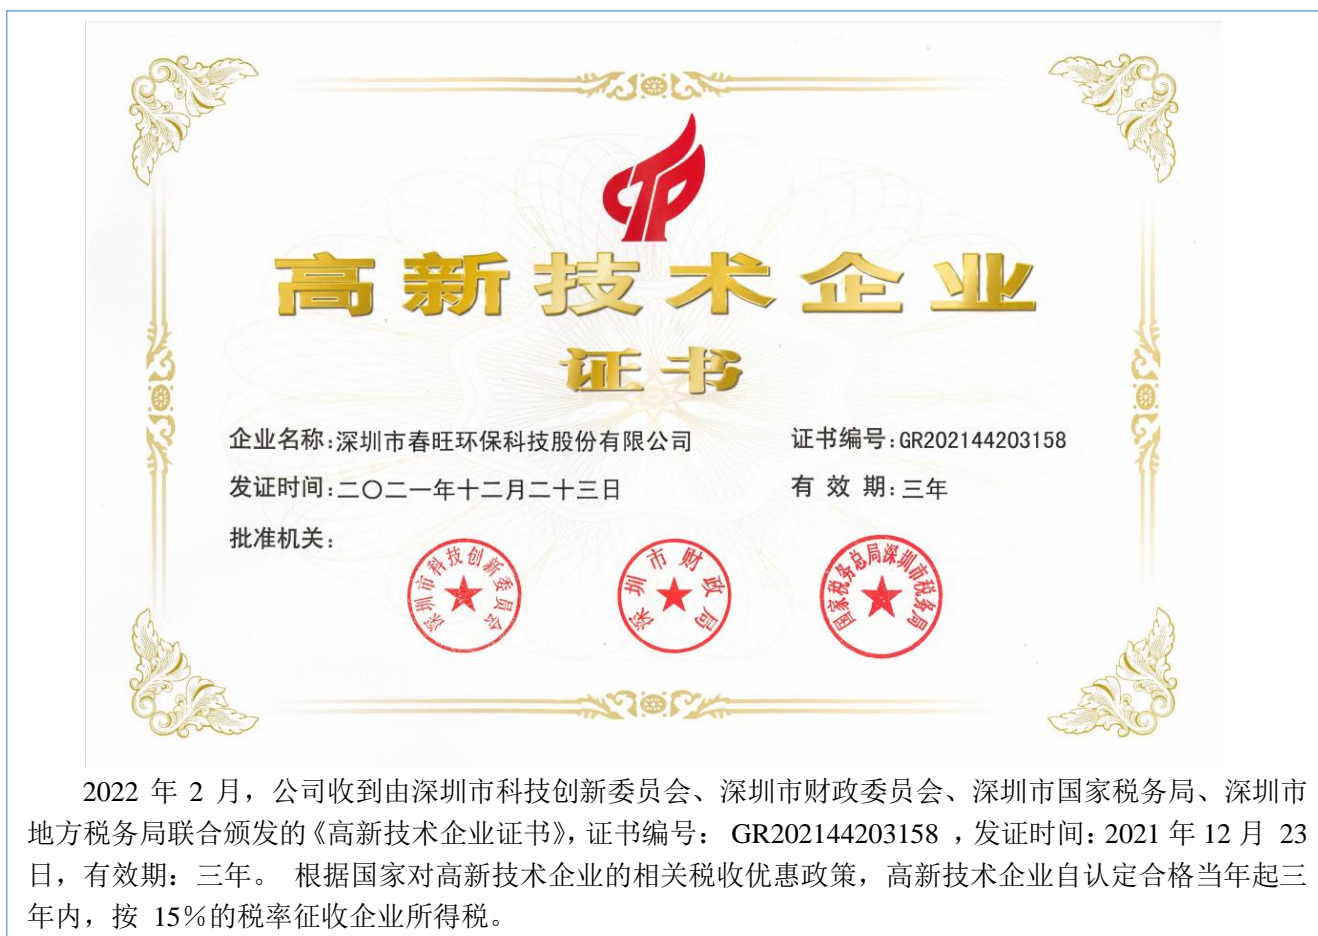 CTP
高新技术企业
证书
企业名称:深圳市春旺环保科技股份有限公司
证书编号:GR202144203158
发证时间:二〇二一年十二月二十三日
有 效 期:三年
批准机关:
深圳市科技创新委员会
深圳市财政局
国家税务总局深圳市税务局
2022 年 2 月，公司收到由深圳市科技创新委员会、深圳市财政委员会、深圳市国家税务局、深圳市
地方税务局联合颁发的《高新技术企业证书》，证书编号： GR202144203158 ，发证时间：2021 年 12 月 23
日，有效期：三年。 根据国家对高新技术企业的相关税收优惠政策，高新技术企业自认定合格当年起三
年内，按 15%的税率征收企业所得税。